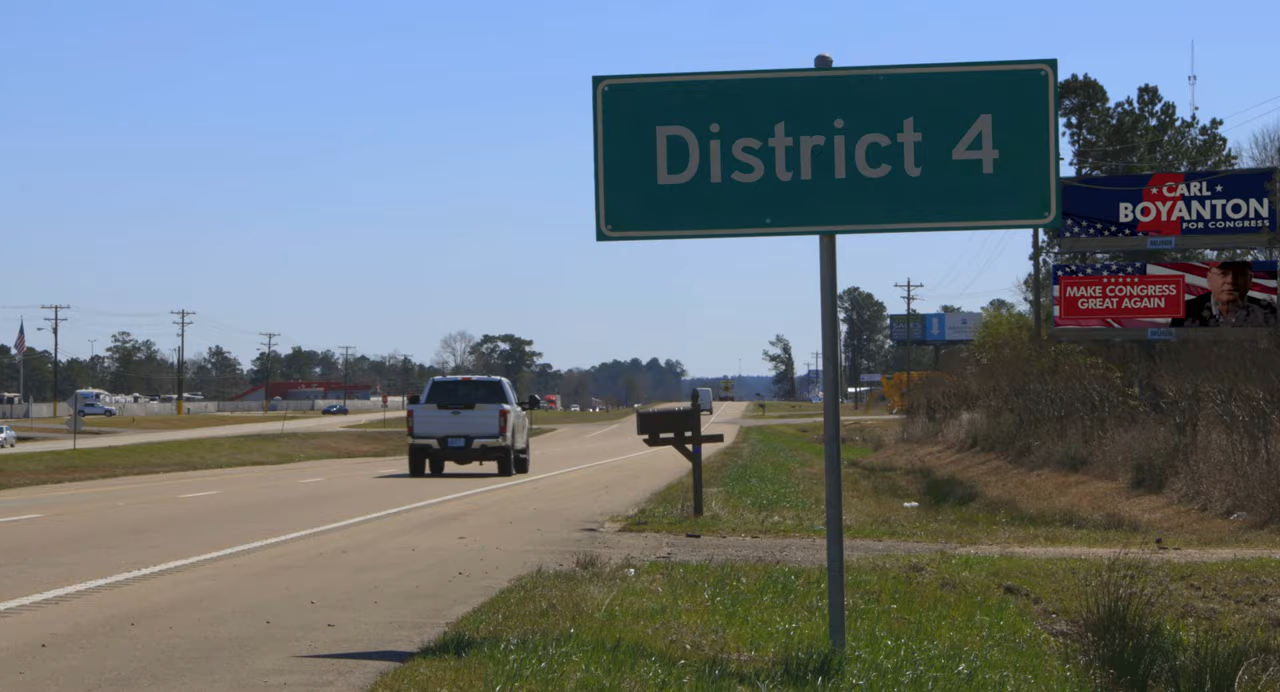 District 4
CARL
BOYANTON
FOR CONGRESS
MAKE CONGRESS
GREAT AGAIN